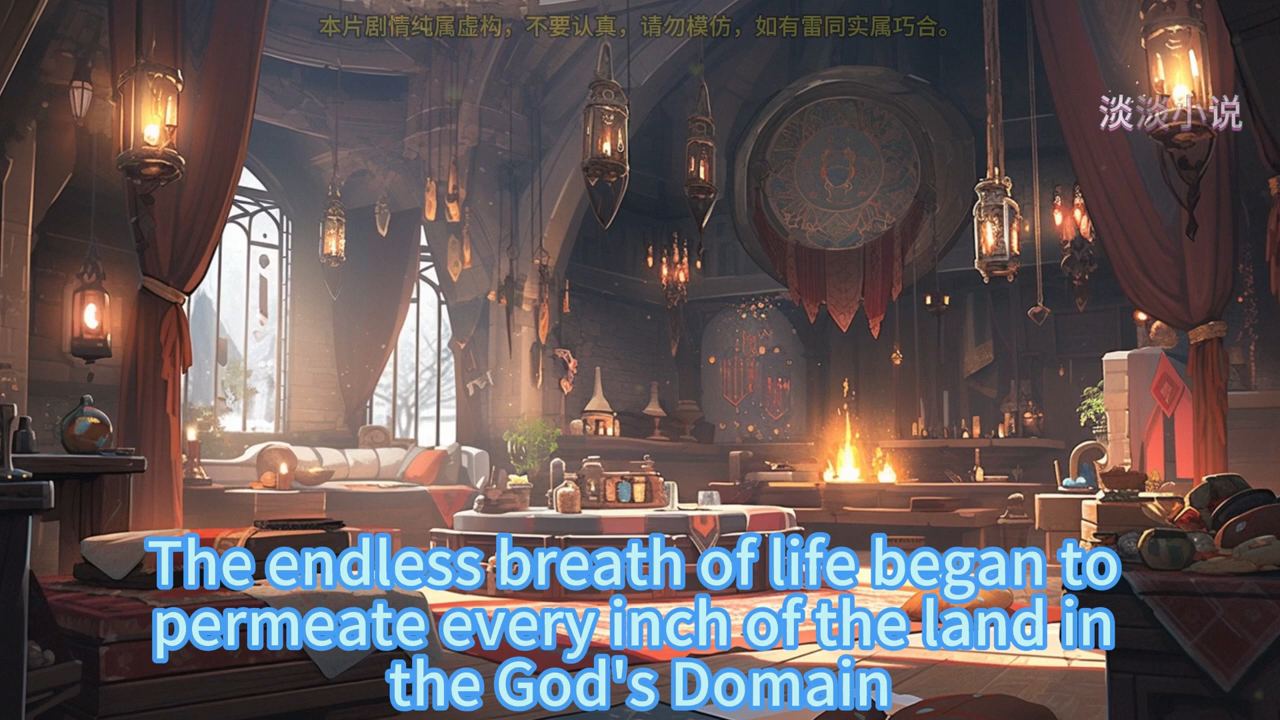 本片剧情纯属虚构，不要认真，请勿模仿，如有雷同实属巧合。
淡淡小说
The endless breath of life began to
permeate every inch of the land in
the God's Domain